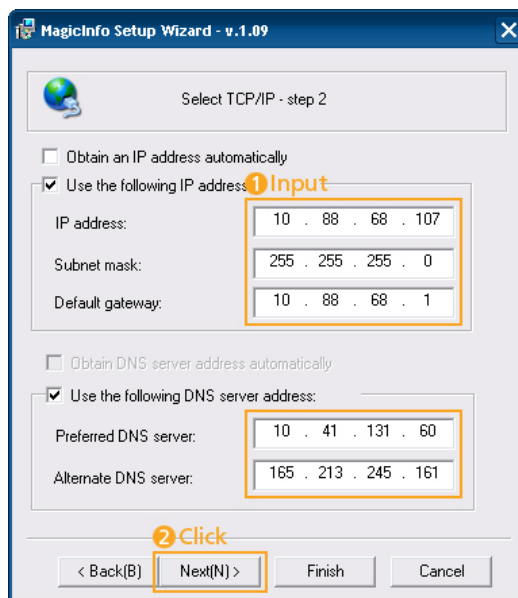 MagicInfo Setup Wizard - v.1.09
Select TCP/IP - step 2
Obtain an IP address automatically
Use the following IP address
1 Input
IP address: 10 . 88 . 68 . 107
Subnet mask: 255 . 255 . 255 . 0
Default gateway: 10 . 88 . 68 . 1
Obtain DNS server address automatically
Use the following DNS server address:
Preferred DNS server: 10 . 41 . 131 . 60
Alternate DNS server: 165 . 213 . 245 . 161
2 Click
< Back(B) Next(N) > Finish Cancel